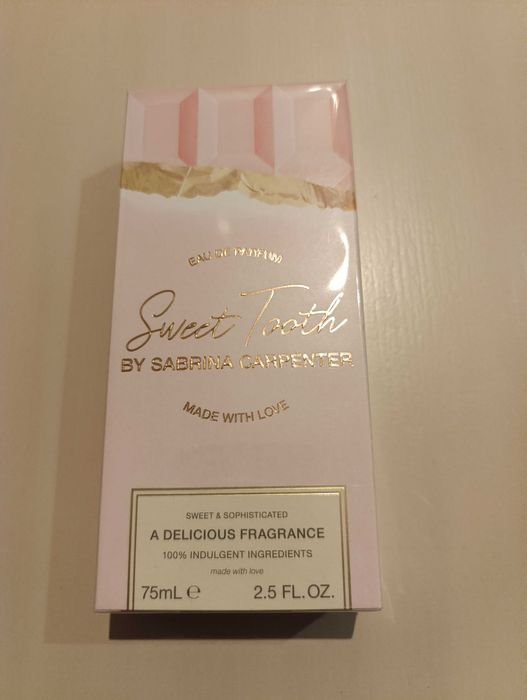 EAU DE PARFUM
Sweet Tooth
BY SABRINA CARPENTER
MADE WITH LOVE
SWEET & SOPHISTICATED
A DELICIOUS FRAGRANCE
100% INDULGENT INGREDIENTS
made with love
75mL ℮ 2.5 FL.OZ.